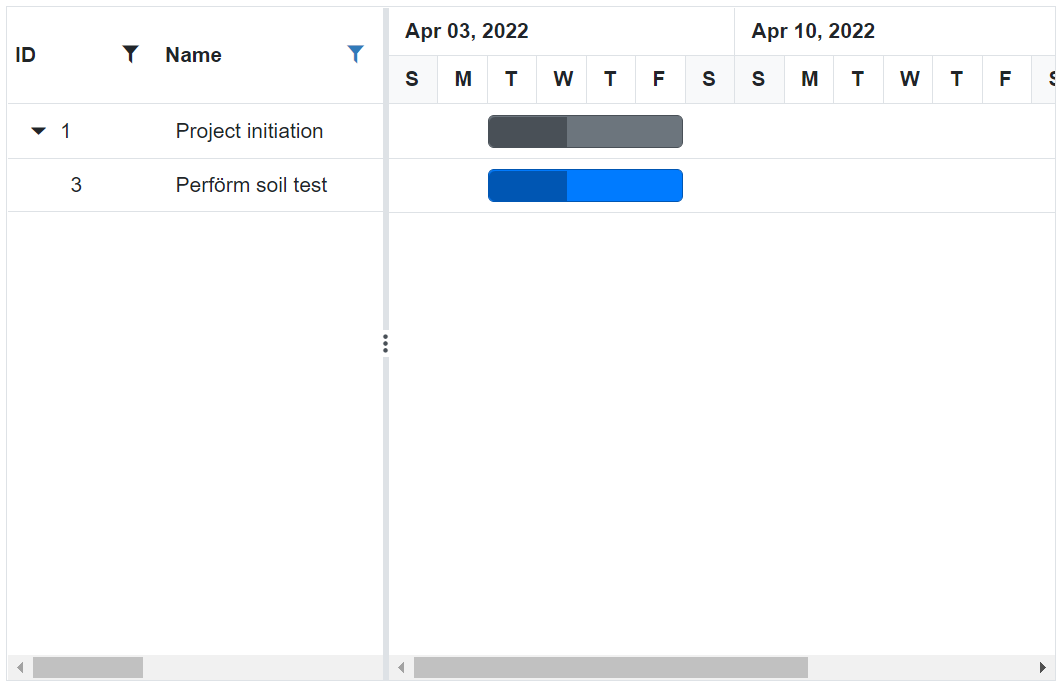 ID Name
Apr 03, 2022 Apr 10, 2022
S M T W T F S S M T W T F S
1 Project initiation
3 Perförm soil test